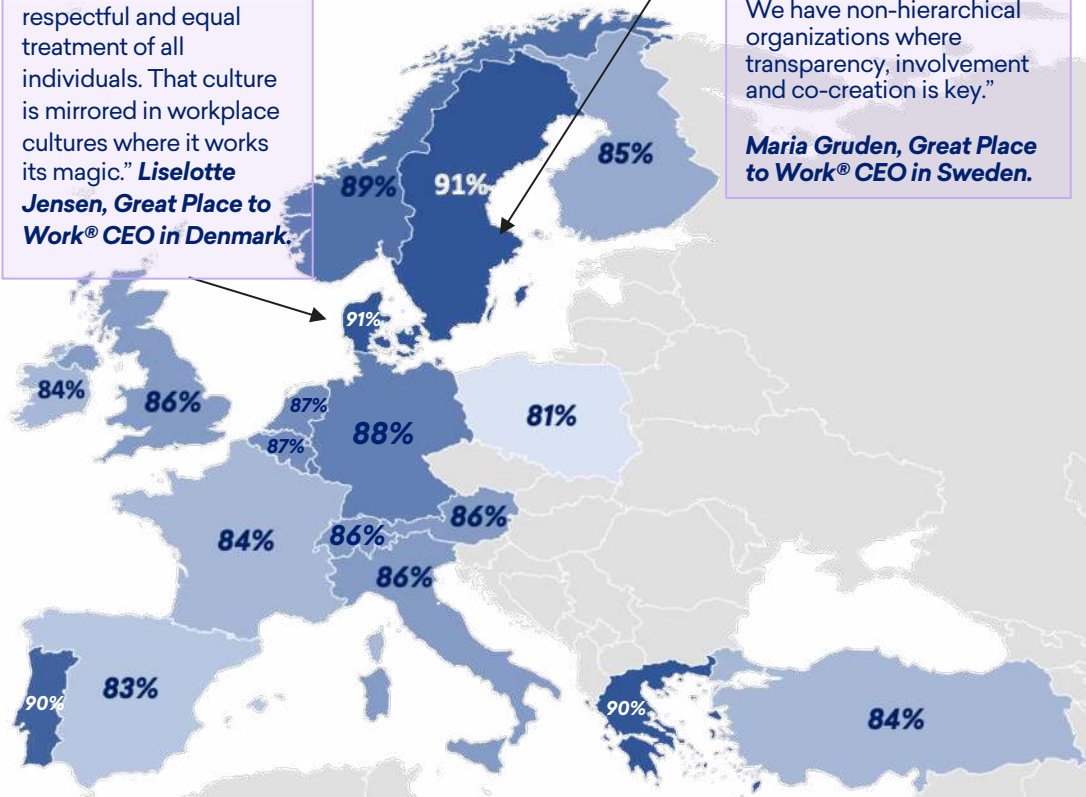 respectful and equal
treatment of all
individuals. That culture
is mirrored in workplace
cultures where it works
its magic.” Liselotte
Jensen, Great Place to
Work® CEO in Denmark.
We have non-hierarchical
organizations where
transparency, involvement
and co-creation is key.”
Maria Gruden, Great Place
to Work® CEO in Sweden.
85%
89%
91%
91%
84%
86%
87%
87%
88%
81%
84%
86%
86%
86%
90%
83%
90%
84%